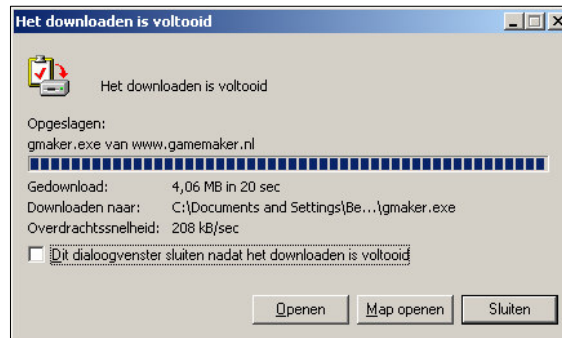 Het downloaden is voltooid
Het downloaden is voltooid
Opgeslagen:
gmaker.exe van www.gamemaker.nl
Gedownload: 4,06 MB in 20 sec
Downloaden naar: C:\Documents and Settings\Be...\gmaker.exe
Overdrachtssnelheid: 208 kB/sec
Dit dialoogvenster sluiten nadat het downloaden is voltooid
Openen Map openen Sluiten